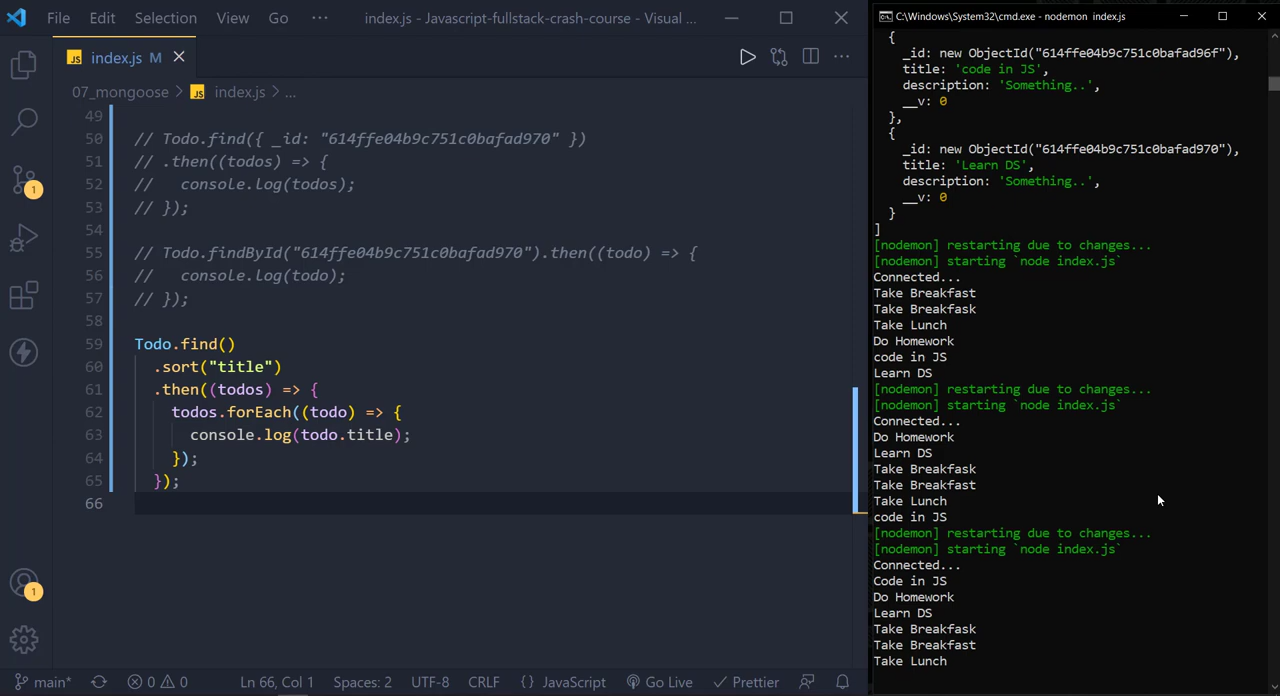 File Edit Selection View Go ··· index.js - Javascript-fullstack-crash-course - Visual ...
JS index.js M
07_mongoose > JS index.js > ...
49
50 // Todo.find({ _id: "614ffe04b9c751c0bafad970" })
51 // .then((todos) => {
52 //   console.log(todos);
53 // });
54
55 // Todo.findById("614ffe04b9c751c0bafad970").then((todo) => {
56 //   console.log(todo);
57 // });
58
59 Todo.find()
60   .sort("title")
61   .then((todos) => {
62     todos.forEach((todo) => {
63       console.log(todo.title);
64     });
65   });
66
1
1
main* 0 0 Ln 66, Col 1 Spaces: 2 UTF-8 CRLF {} JavaScript Go Live Prettier
C:\Windows\System32\cmd.exe - nodemon index.js
{
_id: new ObjectId("614ffe04b9c751c0bafad96f"),
title: 'code in JS',
description: 'Something..',
__v: 0
},
{
_id: new ObjectId("614ffe04b9c751c0bafad970"),
title: 'Learn DS',
description: 'Something..',
__v: 0
}
]
[nodemon] restarting due to changes...
[nodemon] starting `node index.js`
Connected...
Take Breakfast
Take Breakfask
Take Lunch
Do Homework
code in JS
Learn DS
[nodemon] restarting due to changes...
[nodemon] starting `node index.js`
Connected...
Do Homework
Learn DS
Take Breakfask
Take Breakfast
Take Lunch
code in JS
[nodemon] restarting due to changes...
[nodemon] starting `node index.js`
Connected...
Code in JS
Do Homework
Learn DS
Take Breakfask
Take Breakfast
Take Lunch